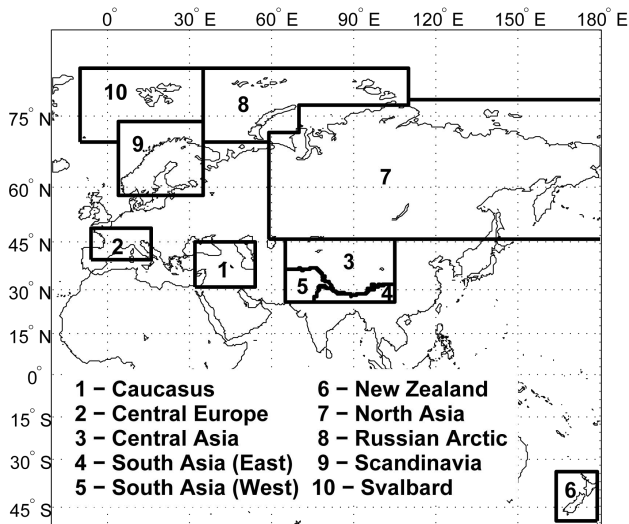 0° 30° E 60° E 90° E 120° E 150° E 180° E
10
8
75° N
9
7
60° N
45° N
2
1
3
5
4
30° N
15° N
0°
1 − Caucasus 6 − New Zealand
2 − Central Europe 7 − North Asia
15° S
3 − Central Asia 8 − Russian Arctic
30° S
4 − South Asia (East) 9 − Scandinavia
5 − South Asia (West) 10 − Svalbard
6
45° S